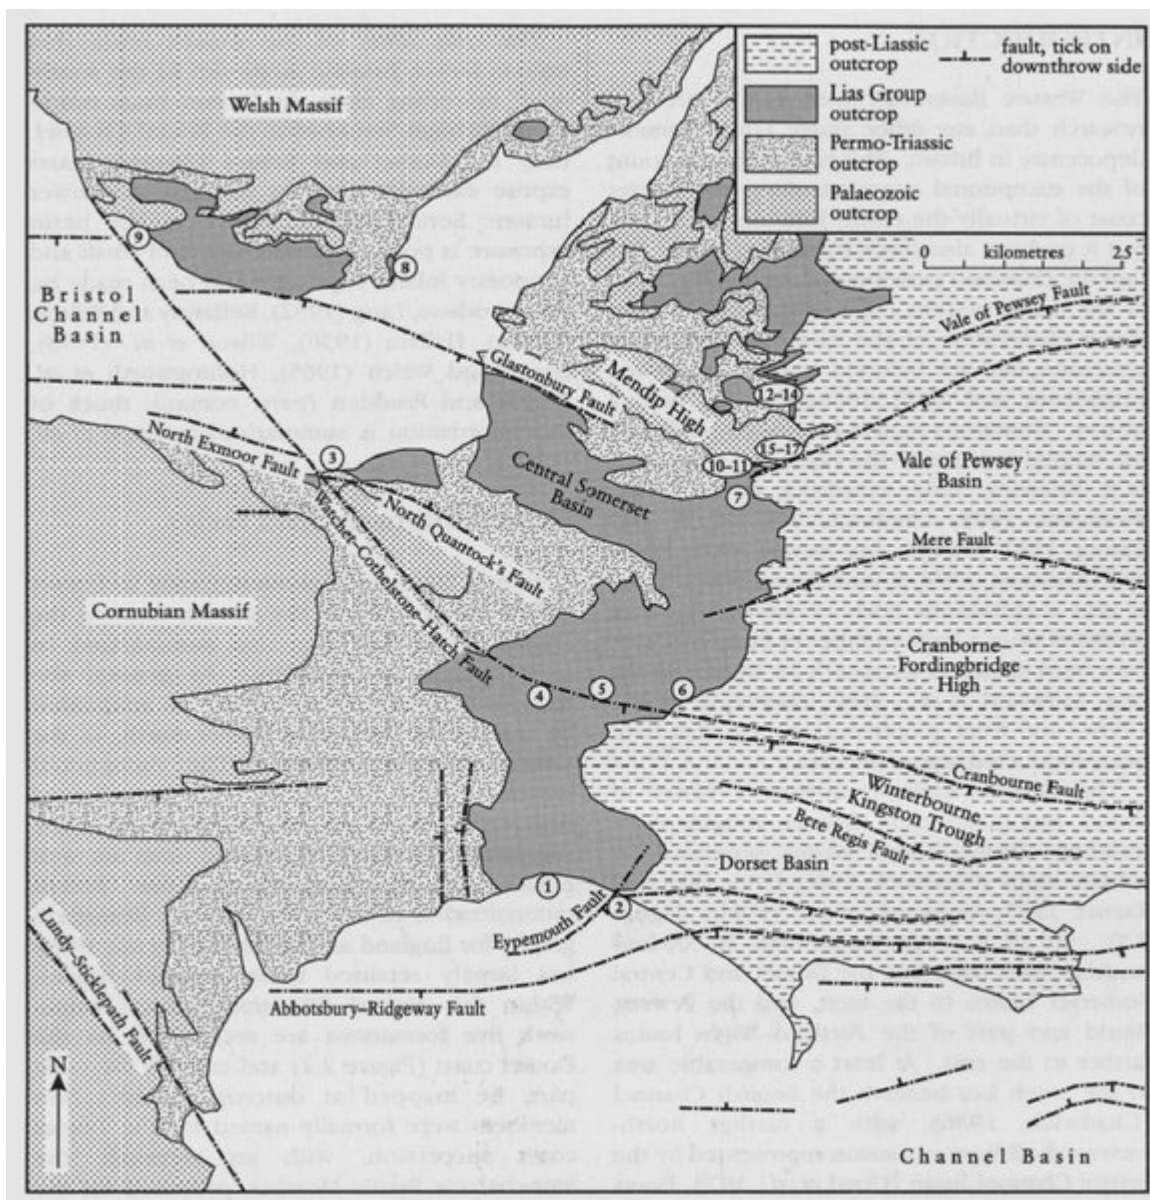 post-Liassic
outcrop
fault, tick on
downthrow side
Lias Group
outcrop
Permo-Triassic
outcrop
Palaeozoic
outcrop
0 kilometres 25
Welsh Massif
9
8
Bristol
Channel
Basin
Vale of Pewsey Fault
Glastonbury Fault
Mendip High
12–14
15–17
10–11
7
North Exmoor Fault
3
Central Somerset
Basin
Vale of Pewsey
Basin
North Quantock's Fault
Watchet–Cothelstone–Hatch Fault
Mere Fault
Cornubian Massif
Cranborne–
Fordingbridge
High
4
5
6
Cranbourne Fault
Winterbourne
Kingston Trough
Bere Regis Fault
Dorset Basin
1
2
Eypemouth Fault
Abbotsbury–Ridgeway Fault
Lundy–Sticklepath Fault
N
Channel Basin